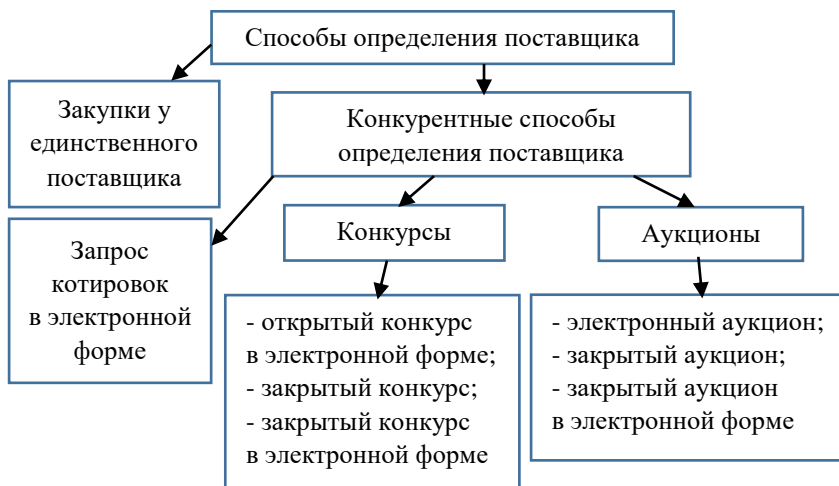 Способы определения поставщика
Закупки у
единственного
поставщика
Конкурентные способы
определения поставщика
Запрос
котировок
в электронной
форме
Конкурсы
Аукционы
- открытый конкурс
в электронной форме;
- закрытый конкурс;
- закрытый конкурс
в электронной форме
- электронный аукцион;
- закрытый аукцион;
- закрытый аукцион
в электронной форме